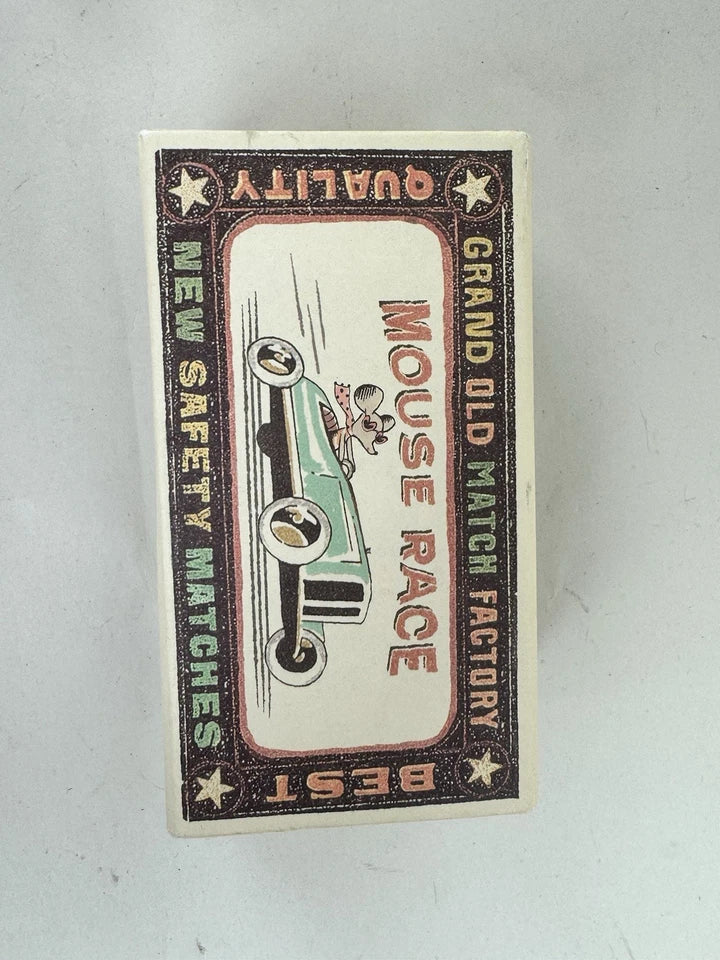 GRAND OLD MATCH FACTORY
QUALITY
MOUSE RACE
BEST
NEW SAFETY MATCHES